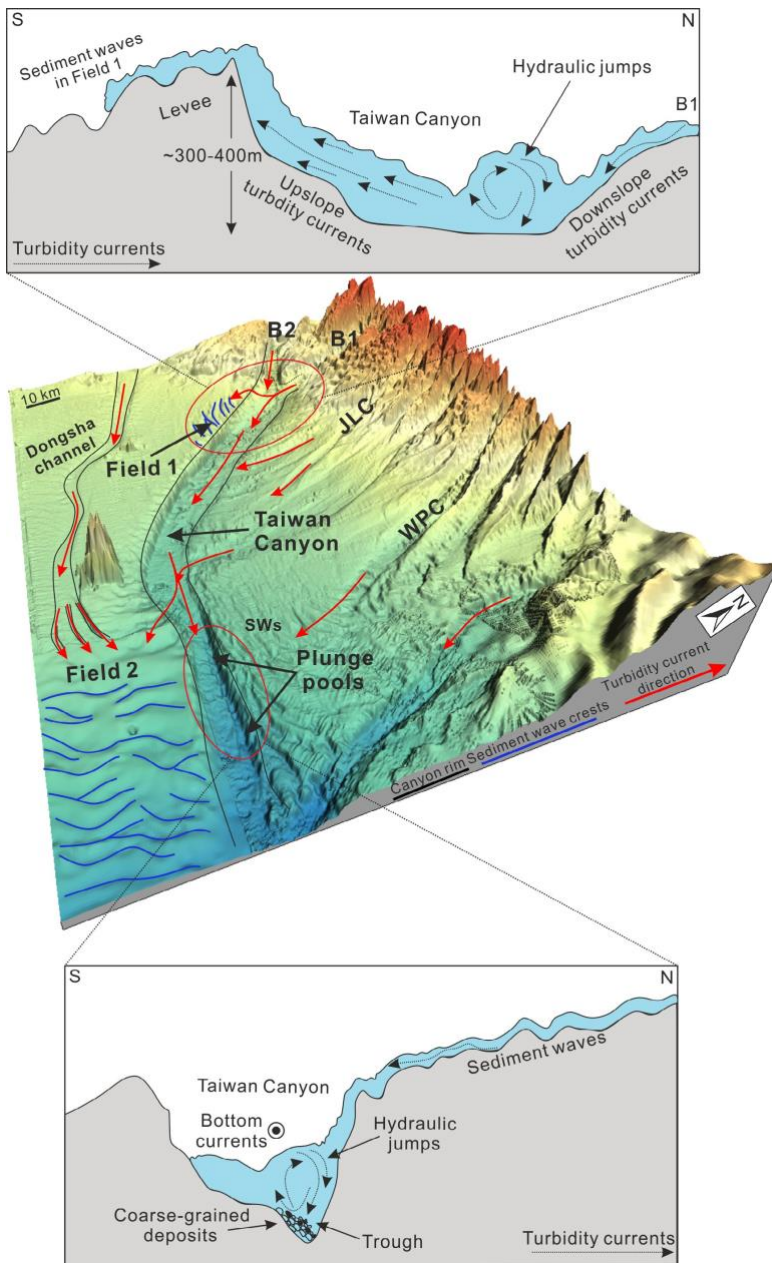 S
N
Sediment waves
in Field 1
Hydraulic jumps
Levee
Taiwan Canyon
B1
~300-400m
Upslope
turbdity currents
Downslope
turbidity currents
Turbidity currents
B2
B1
10 km
JLC
Dongsha
channel
Field 1
Taiwan
Canyon
WPC
SWs
Plunge
pools
Field 2
N
Turbidity current
direction
Sediment wave crests
Canyon rim
S
N
Sediment waves
Taiwan Canyon
Bottom
currents
Hydraulic
jumps
Coarse-grained
deposits
Trough
Turbidity currents